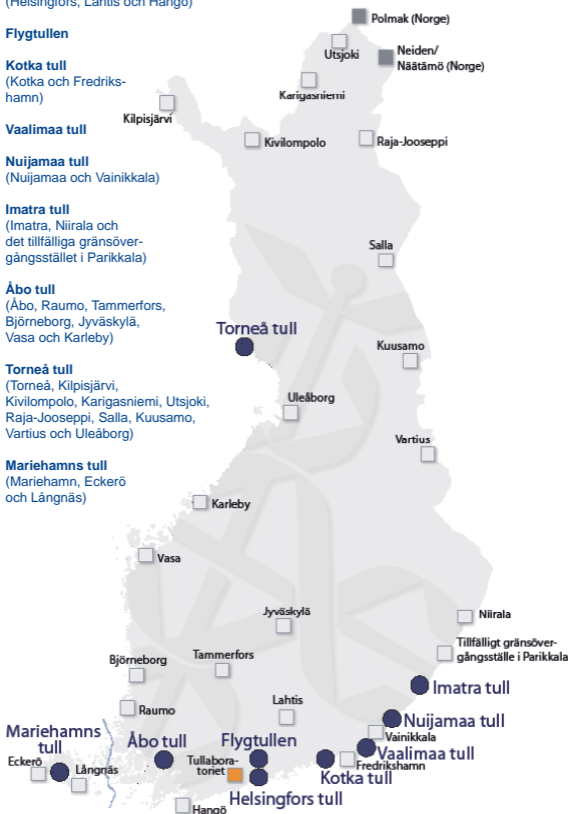 (Helsingfors, Lahtis och Hangö)
Flygtullen
Kotka tull
(Kotka och Fredriks-
hamn)
Vaalimaa tull
Nuijamaa tull
(Nuijamaa och Vainikkala)
Imatra tull
(Imatra, Niirala och
det tillfälliga gränsöver-
gångsstället i Parikkala)
Åbo tull
(Åbo, Raumo, Tammerfors,
Björneborg, Jyväskylä,
Vasa och Karleby)
Torneå tull
(Torneå, Kilpisjärvi,
Kivilompolo, Karigasniemi, Utsjoki,
Raja-Jooseppi, Salla, Kuusamo,
Vartius och Uleåborg)
Mariehamns tull
(Mariehamn, Eckerö
och Långnäs)
Polmak (Norge)
Utsjoki
Neiden/
Näätämö (Norge)
Karigasniemi
Kilpisjärvi
Kivilompolo
Raja-Jooseppi
Salla
Torneå tull
Kuusamo
Uleåborg
Vartius
Karleby
Vasa
Jyväskylä
Niirala
Tillfälligt gränsöver-
gångsställe i Parikkala
Björneborg
Tammerfors
Imatra tull
Raumo
Lahtis
Nuijamaa tull
Vainikkala
Mariehamns
tull
Åbo tull
Flygtullen
Vaalimaa tull
Eckerö
Långnäs
Tullabora-
toriet
Fredrikshamn
Kotka tull
Helsingfors tull
Hangö